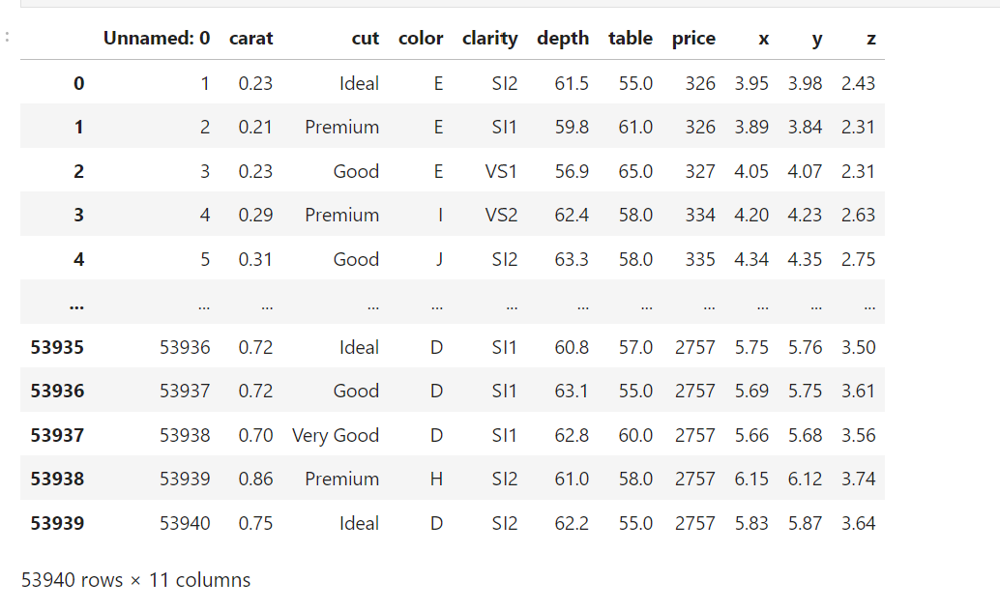 :
Unnamed: 0 carat cut color clarity depth table price x y z
0 1 0.23 Ideal E SI2 61.5 55.0 326 3.95 3.98 2.43
1 2 0.21 Premium E SI1 59.8 61.0 326 3.89 3.84 2.31
2 3 0.23 Good E VS1 56.9 65.0 327 4.05 4.07 2.31
3 4 0.29 Premium I VS2 62.4 58.0 334 4.20 4.23 2.63
4 5 0.31 Good J SI2 63.3 58.0 335 4.34 4.35 2.75
... ... ... ... ... ... ... ... ... ... ... ...
53935 53936 0.72 Ideal D SI1 60.8 57.0 2757 5.75 5.76 3.50
53936 53937 0.72 Good D SI1 63.1 55.0 2757 5.69 5.75 3.61
53937 53938 0.70 Very Good D SI1 62.8 60.0 2757 5.66 5.68 3.56
53938 53939 0.86 Premium H SI2 61.0 58.0 2757 6.15 6.12 3.74
53939 53940 0.75 Ideal D SI2 62.2 55.0 2757 5.83 5.87 3.64
53940 rows × 11 columns